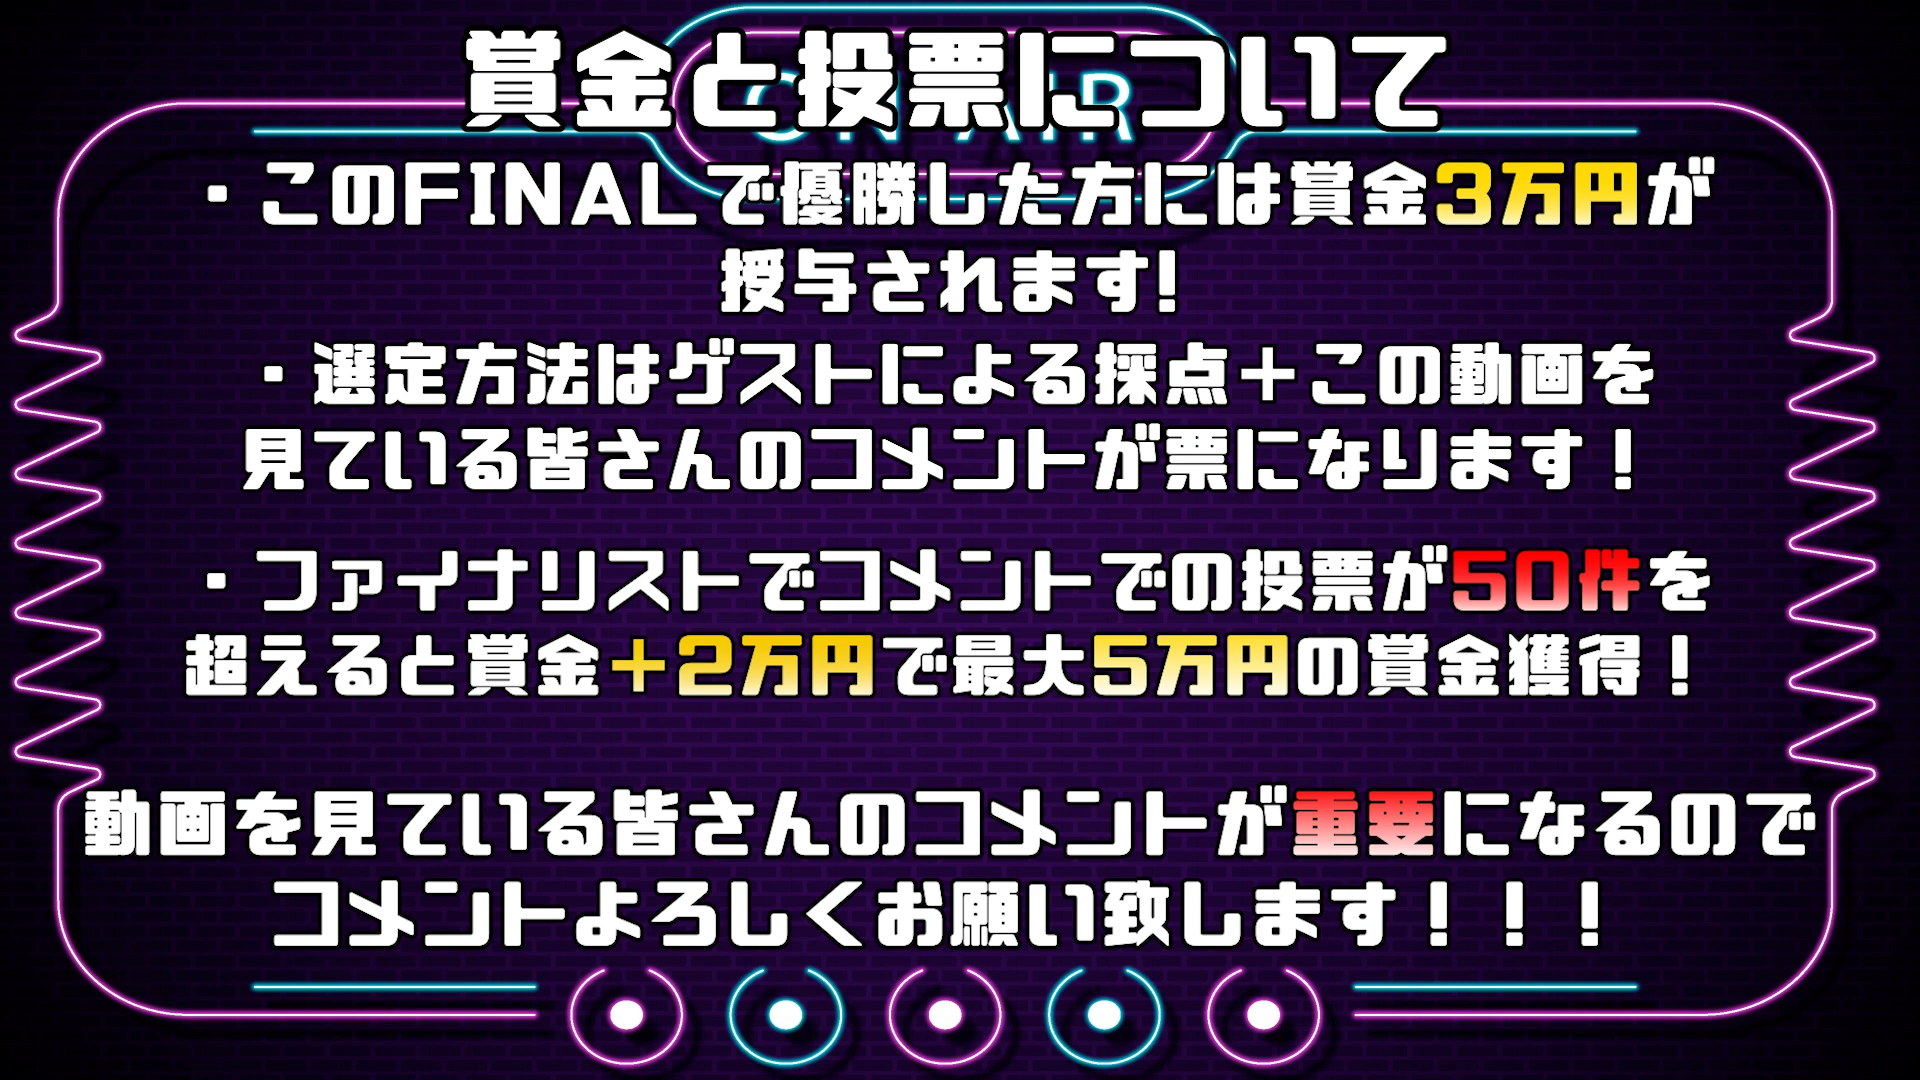 賞金と投票について
ON AIR
・このFINALで優勝した方には賞金3万円が
授与されます!
・選定方法はゲストによる採点＋この動画を
見ている皆さんのコメントが票になります！
・ファイナリストでコメントでの投票が50件を
超えると賞金＋2万円で最大5万円の賞金獲得！
動画を見ている皆さんのコメントが重要になるので
コメントよろしくお願い致します！！！